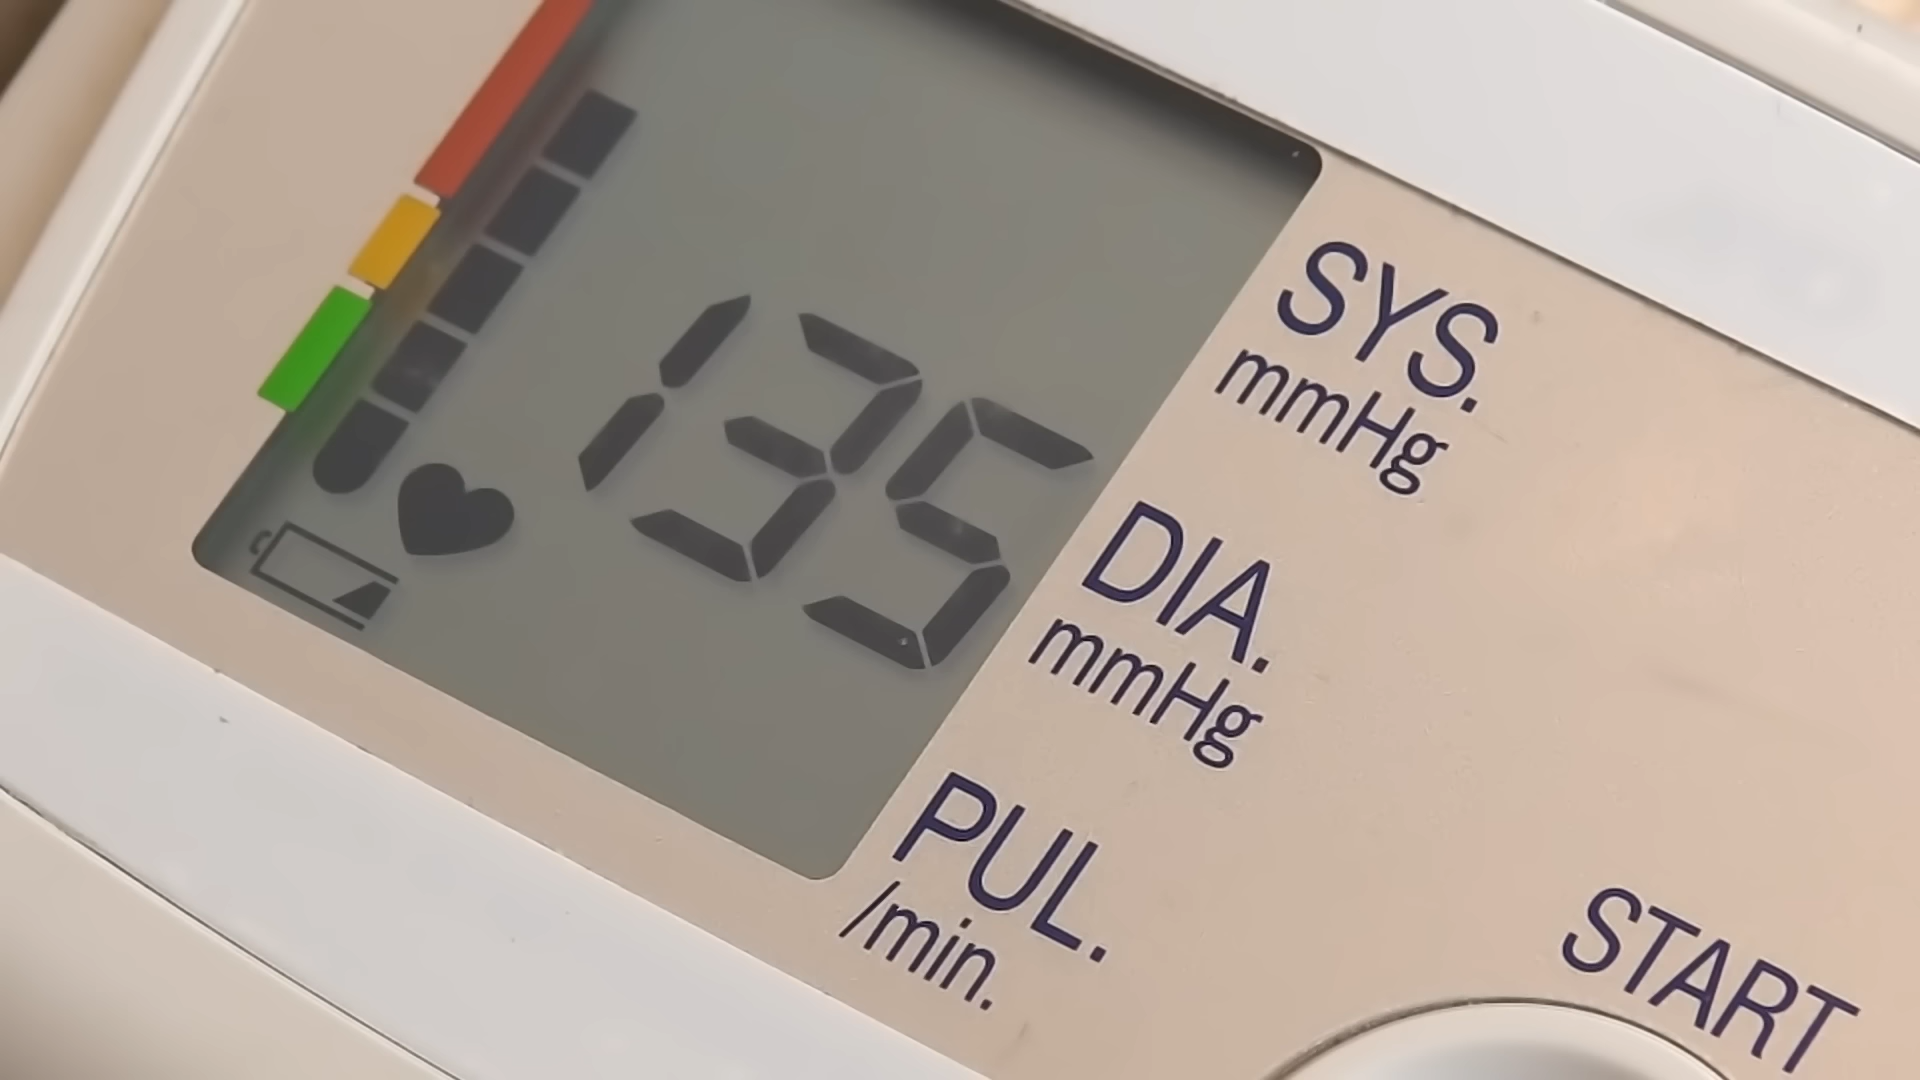 135
SYS.
mmHg
DIA.
mmHg
PUL.
/min.
START